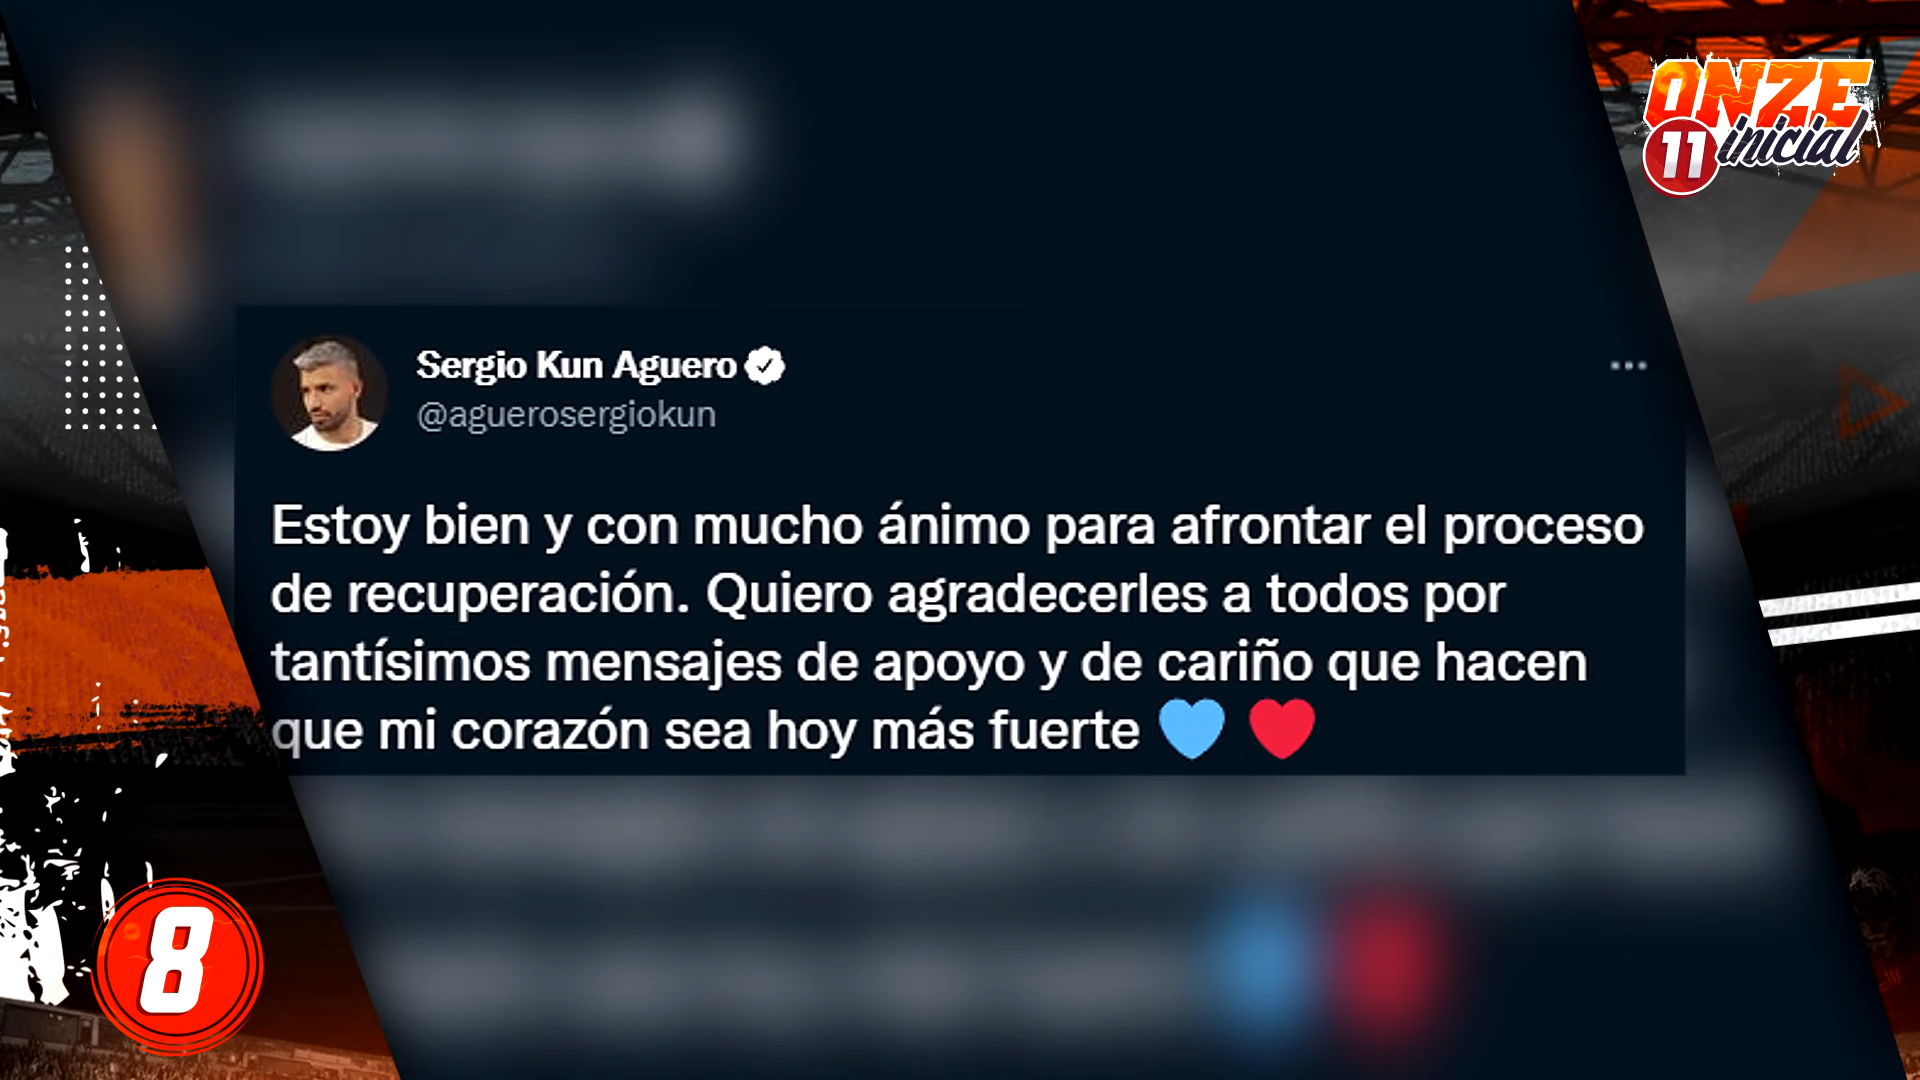 ONZE
11 inicial
Sergio Kun Aguero
@aguerosergiokun
Estoy bien y con mucho ánimo para afrontar el proceso
de recuperación. Quiero agradecerles a todos por
tantísimos mensajes de apoyo y de cariño que hacen
que mi corazón sea hoy más fuerte 💙 ❤️
8